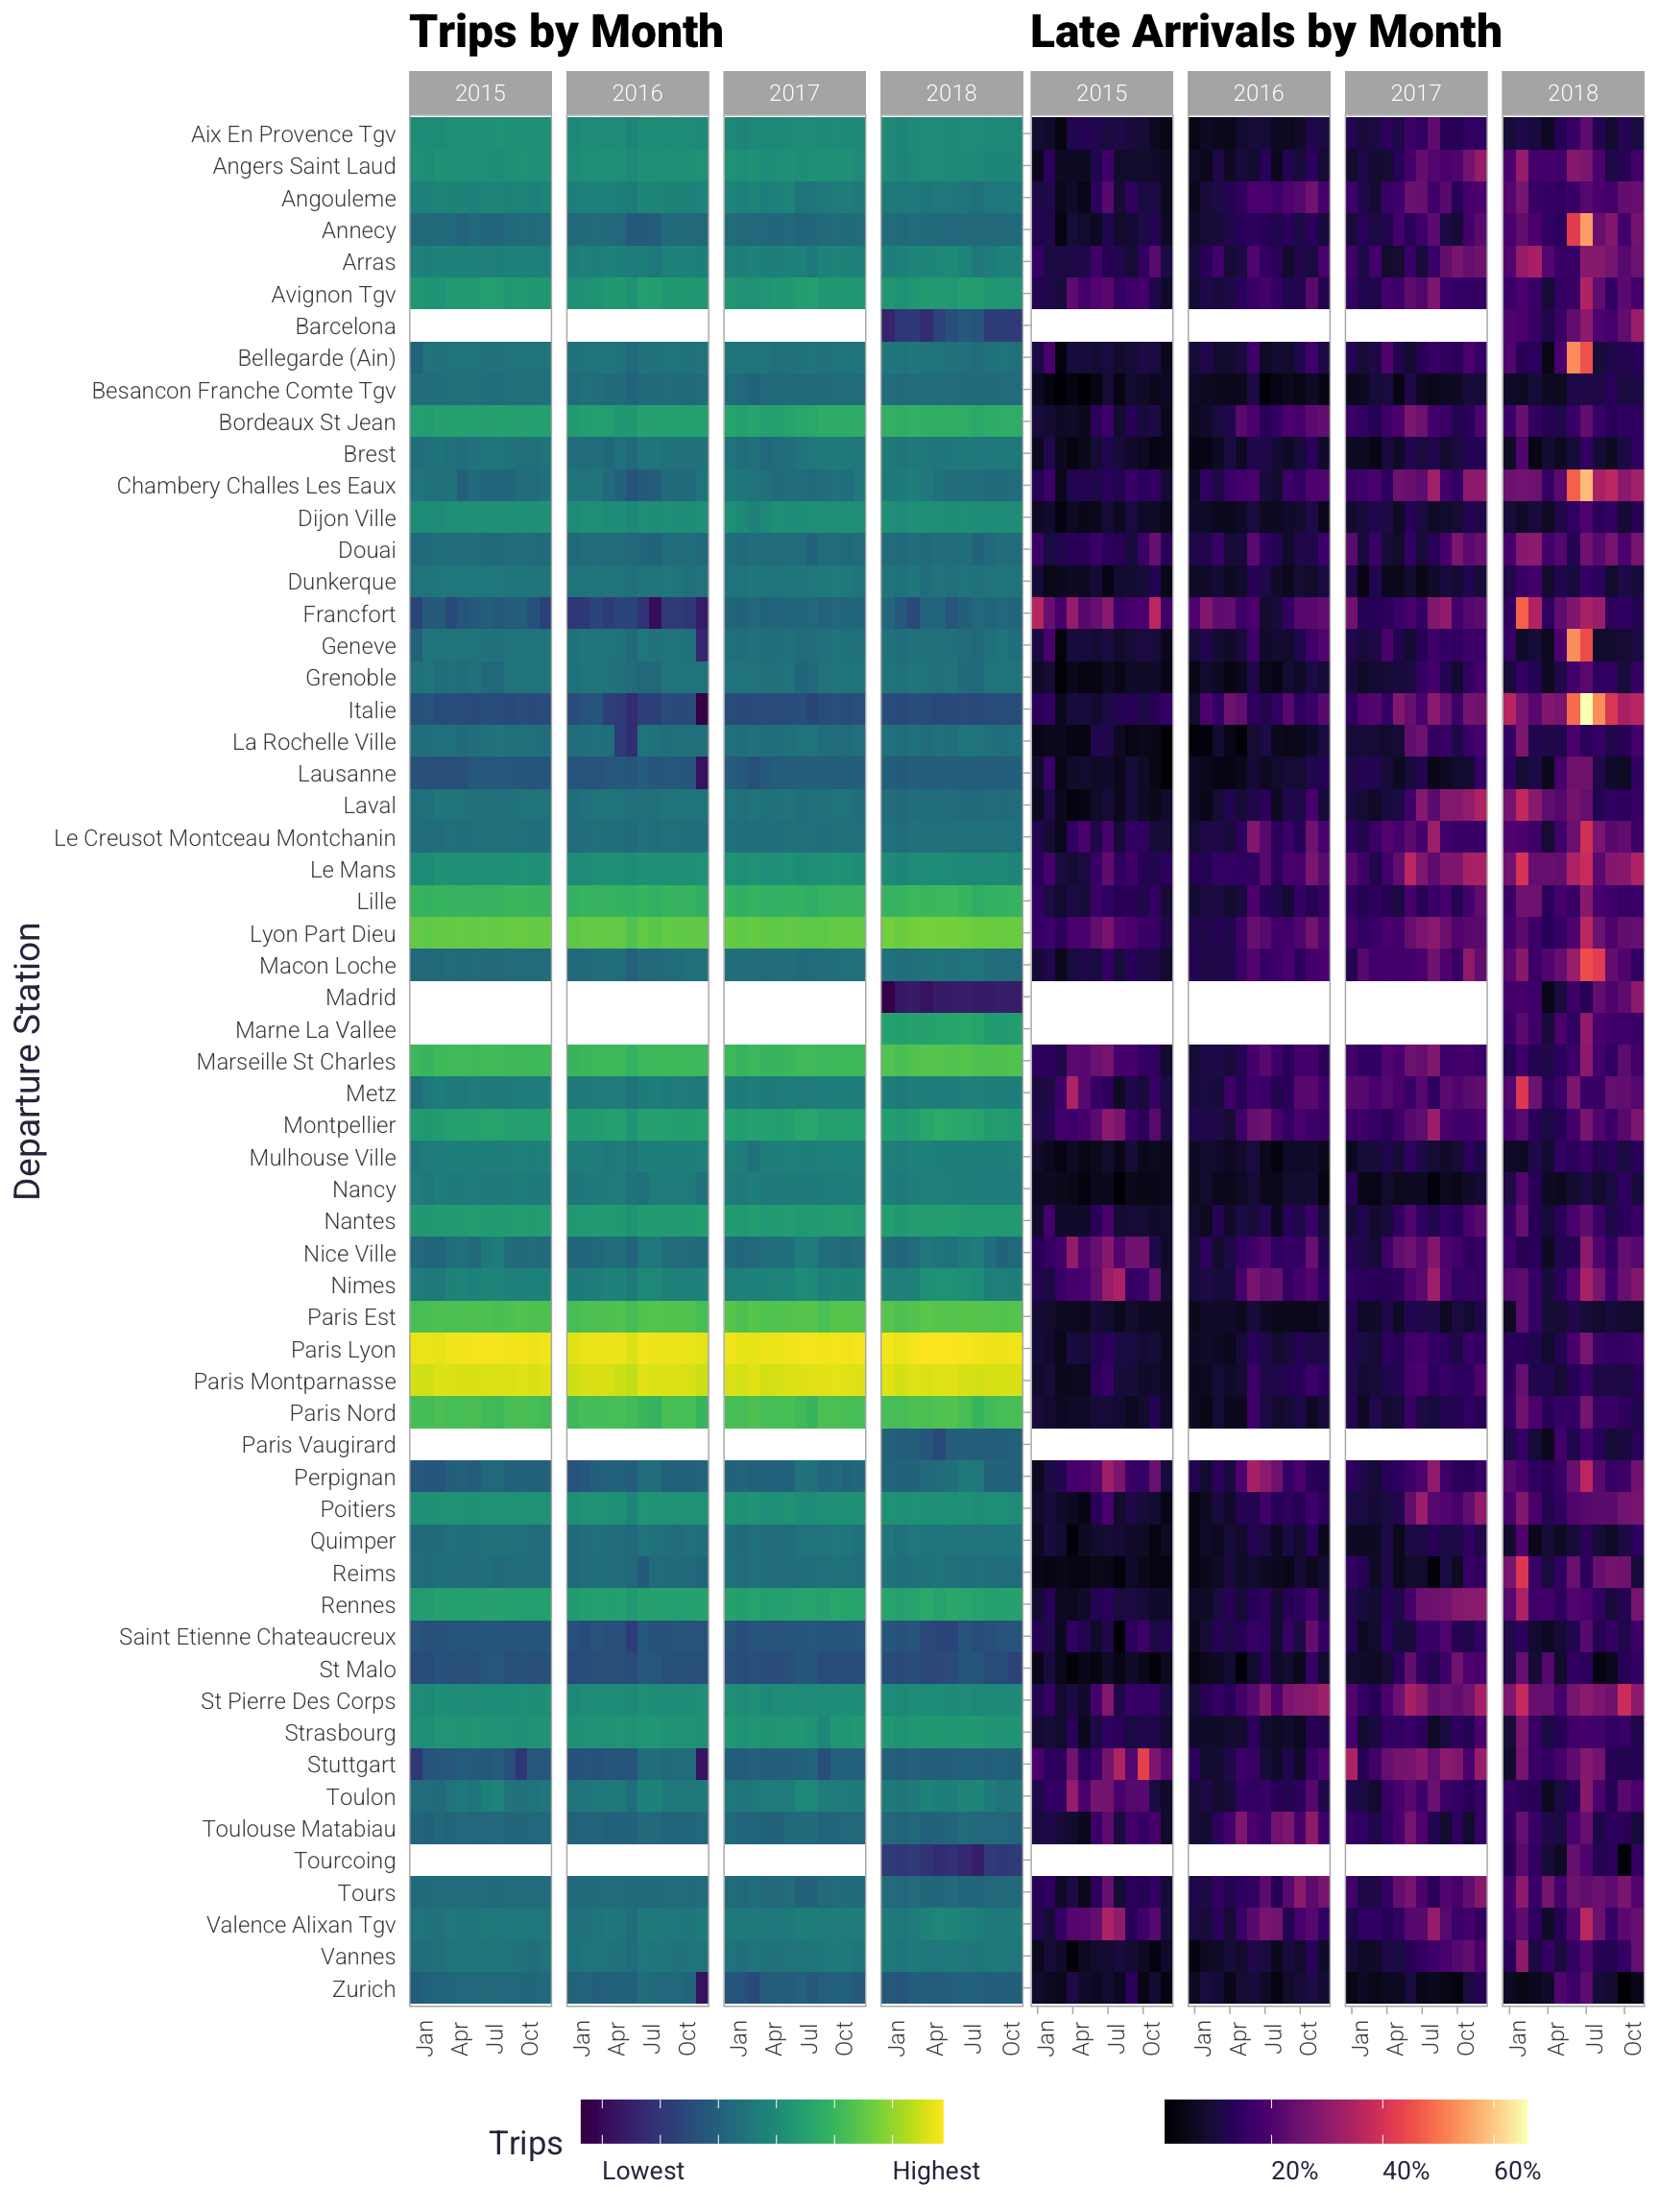 Trips by Month
Late Arrivals by Month
2015 2016 2017 2018 2015 2016 2017 2018
Departure Station
Aix En Provence Tgv
Angers Saint Laud
Angouleme
Annecy
Arras
Avignon Tgv
Barcelona
Bellegarde (Ain)
Besancon Franche Comte Tgv
Bordeaux St Jean
Brest
Chambery Challes Les Eaux
Dijon Ville
Douai
Dunkerque
Francfort
Geneve
Grenoble
Italie
La Rochelle Ville
Lausanne
Laval
Le Creusot Montceau Montchanin
Le Mans
Lille
Lyon Part Dieu
Macon Loche
Madrid
Marne La Vallee
Marseille St Charles
Metz
Montpellier
Mulhouse Ville
Nancy
Nantes
Nice Ville
Nimes
Paris Est
Paris Lyon
Paris Montparnasse
Paris Nord
Paris Vaugirard
Perpignan
Poitiers
Quimper
Reims
Rennes
Saint Etienne Chateaucreux
St Malo
St Pierre Des Corps
Strasbourg
Stuttgart
Toulon
Toulouse Matabiau
Tourcoing
Tours
Valence Alixan Tgv
Vannes
Zurich
Jan Apr Jul Oct Jan Apr Jul Oct Jan Apr Jul Oct Jan Apr Jul Oct Jan Apr Jul Oct Jan Apr Jul Oct Jan Apr Jul Oct Jan Apr Jul Oct
Trips
Lowest Highest
20% 40% 60%